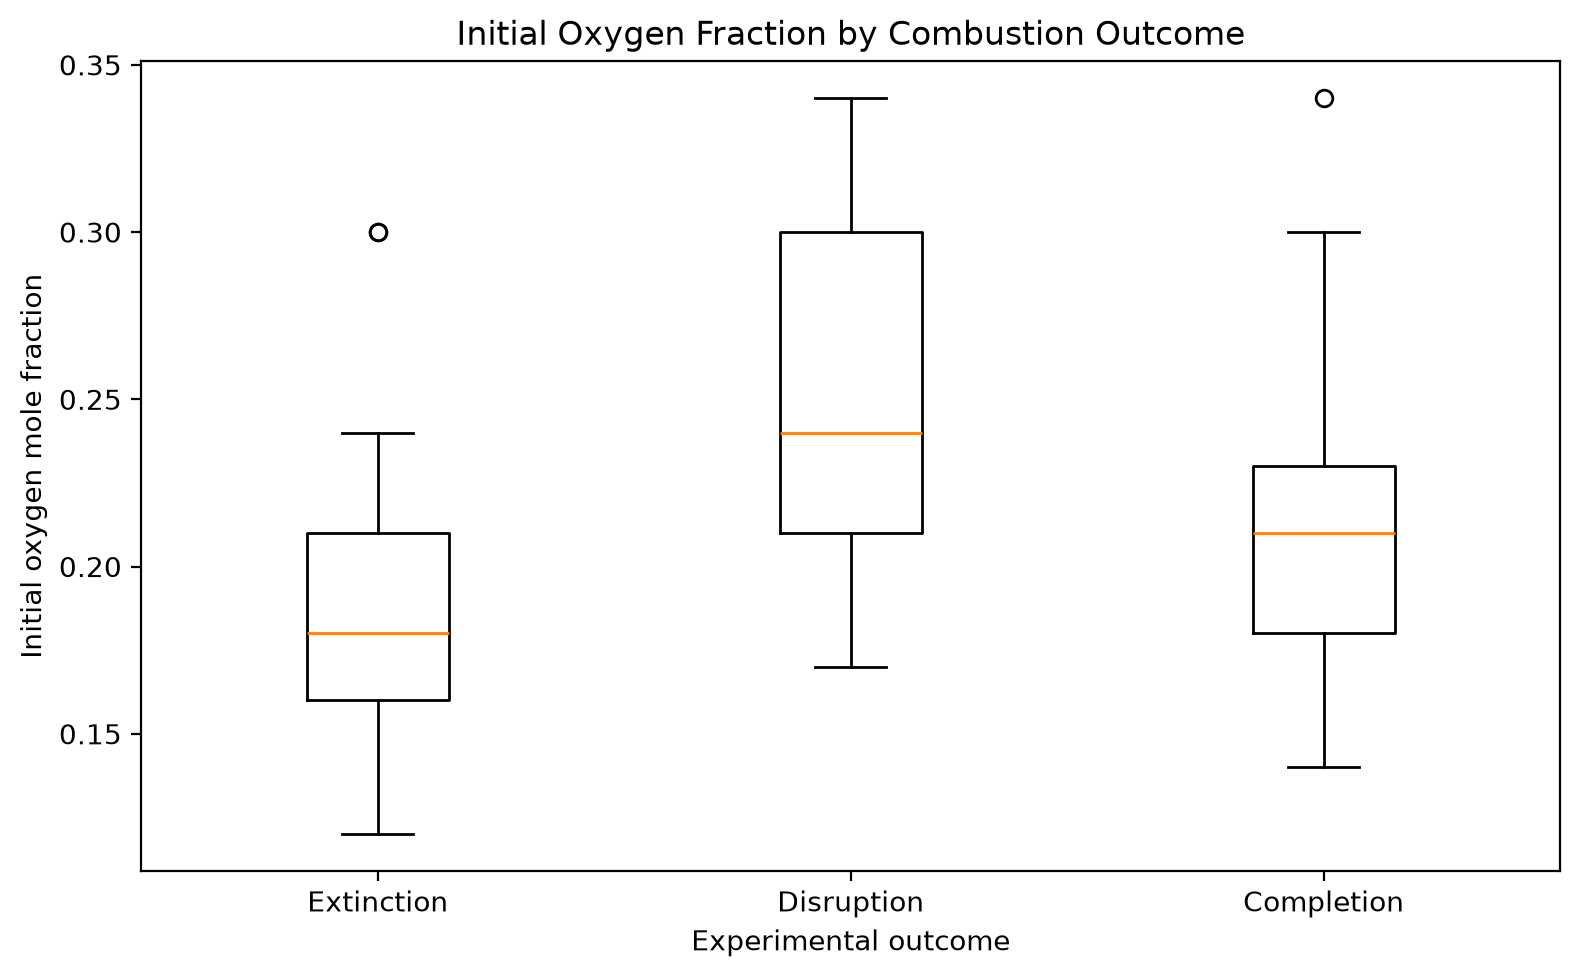 Initial Oxygen Fraction by Combustion Outcome
Initial oxygen mole fraction
0.35
0.30
0.25
0.20
0.15
Extinction
Disruption
Completion
Experimental outcome